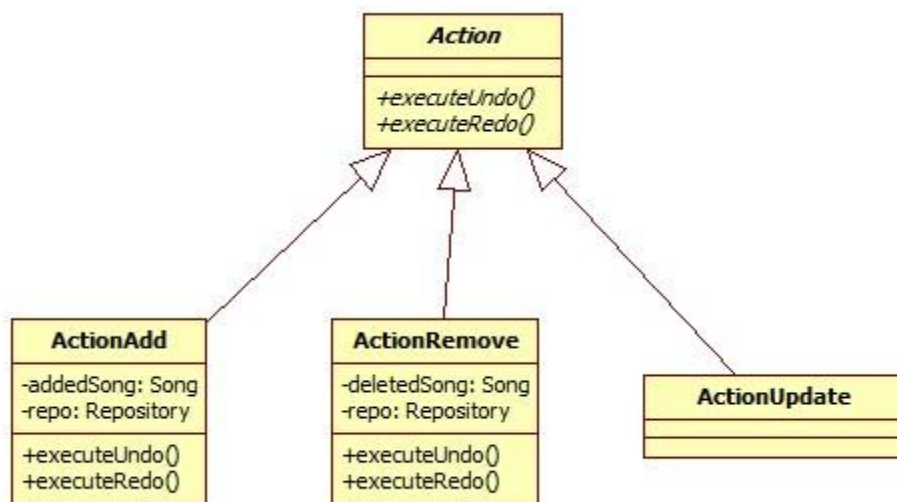 Action
+executeUndo()
+executeRedo()
ActionAdd
-addedSong: Song
-repo: Repository
+executeUndo()
+executeRedo()
ActionRemove
-deletedSong: Song
-repo: Repository
+executeUndo()
+executeRedo()
ActionUpdate